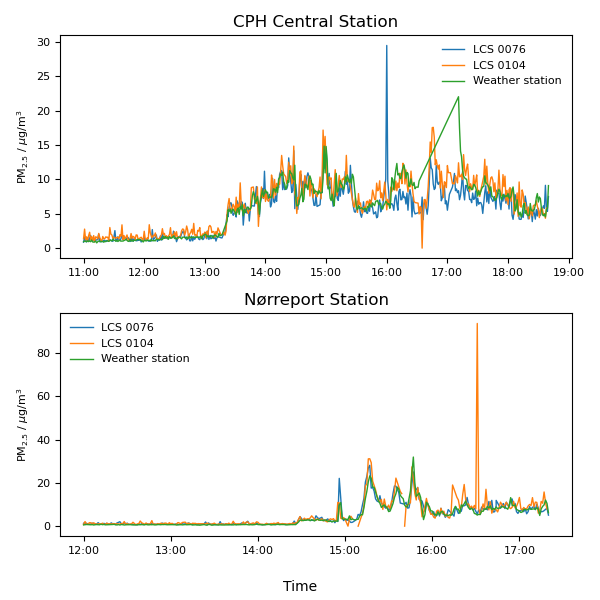 CPH Central Station
PM2.5 / µg/m³
30
25
20
15
10
5
0
LCS 0076
LCS 0104
Weather station
11:00 12:00 13:00 14:00 15:00 16:00 17:00 18:00 19:00
Nørreport Station
PM2.5 / µg/m³
80
60
40
20
0
LCS 0076
LCS 0104
Weather station
12:00 13:00 14:00 15:00 16:00 17:00
Time